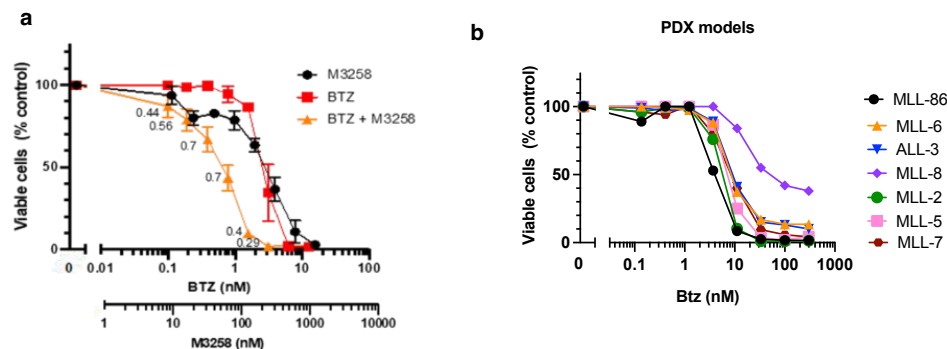 a
Viable cells (% control)
100
50
0
M3258
BTZ
BTZ + M3258
0.44
0.56
0.7
0.7
0.4
0.29
0 0.01 0.1 1 10 100
BTZ (nM)
1 10 100 1000 10000
M3258 (nM)
b
PDX models
Viable cells (% control)
100
50
0
0 0.1 1 10 100 1000
Btz (nM)
MLL-86
MLL-6
ALL-3
MLL-8
MLL-2
MLL-5
MLL-7